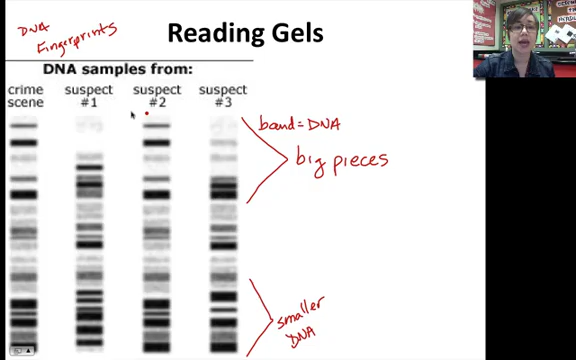 Reading Gels
DNA
Fingerprints
DNA samples from:
crime scene
suspect #1
suspect #2
suspect #3
band = DNA
big pieces
smaller
DNA